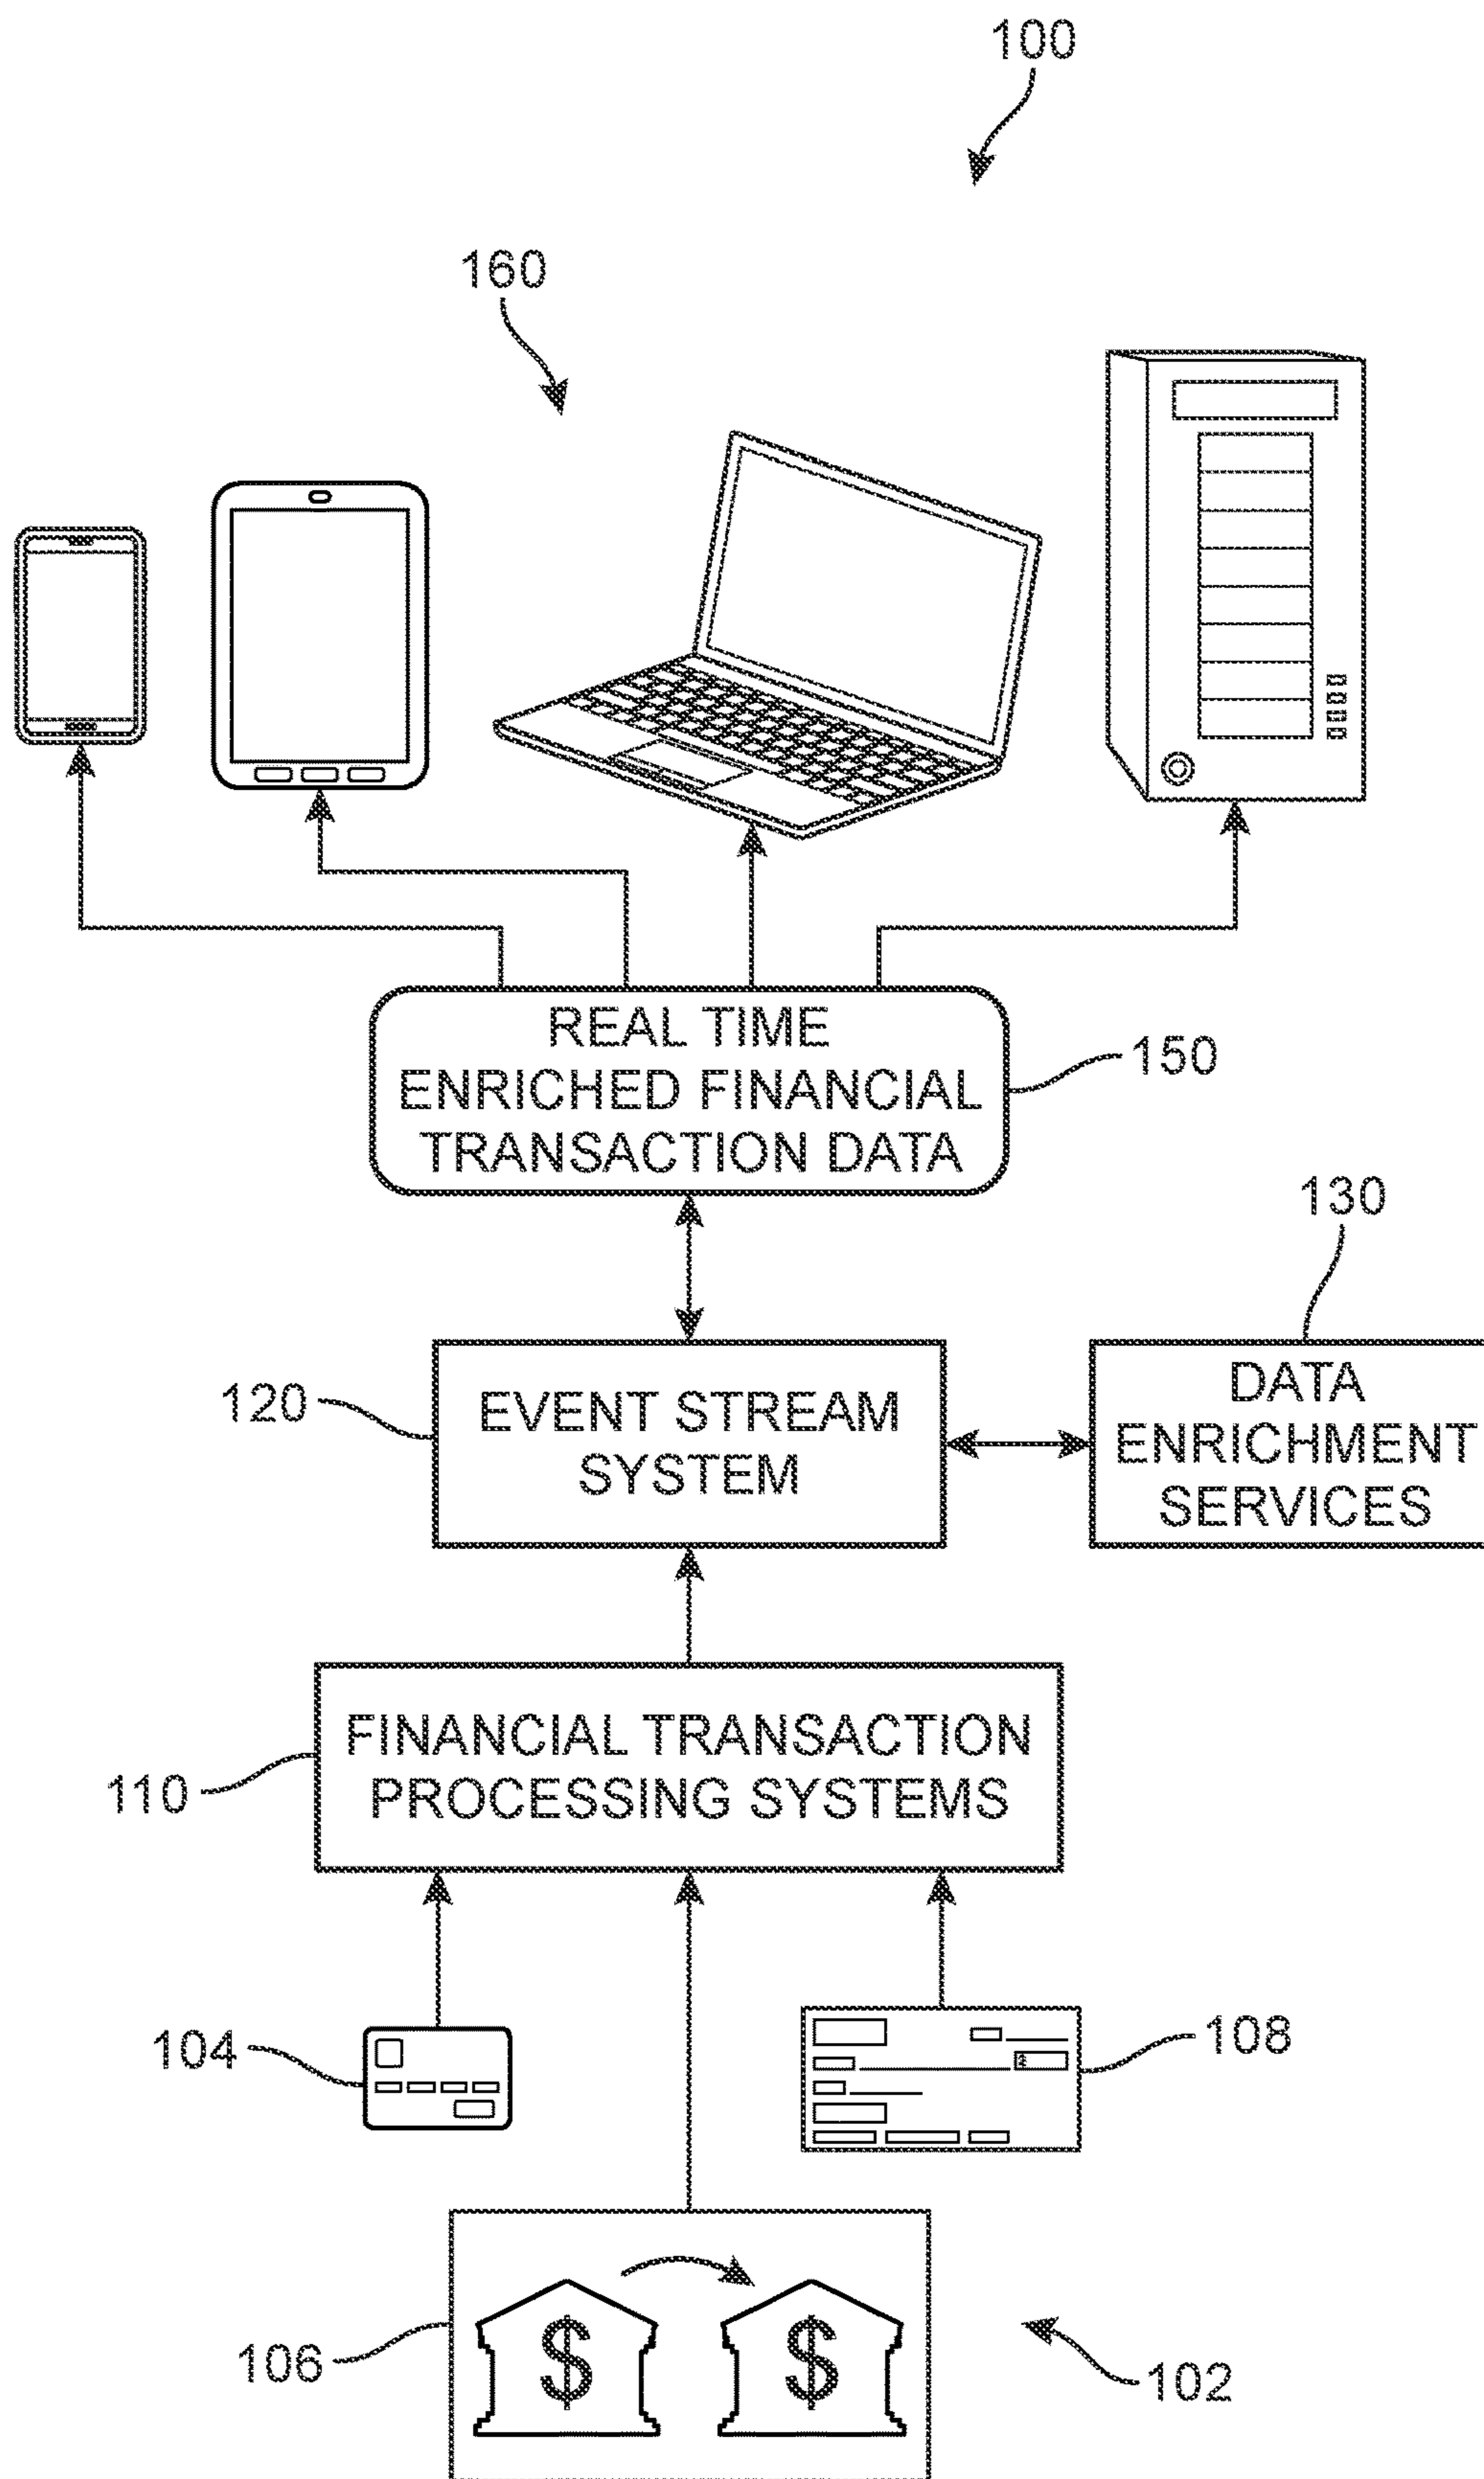 100
160
REAL TIME
ENRICHED FINANCIAL
TRANSACTION DATA
150
130
120
EVENT STREAM
SYSTEM
DATA
ENRICHMENT
SERVICES
FINANCIAL TRANSACTION
PROCESSING SYSTEMS
110
104
108
106
$
$
102